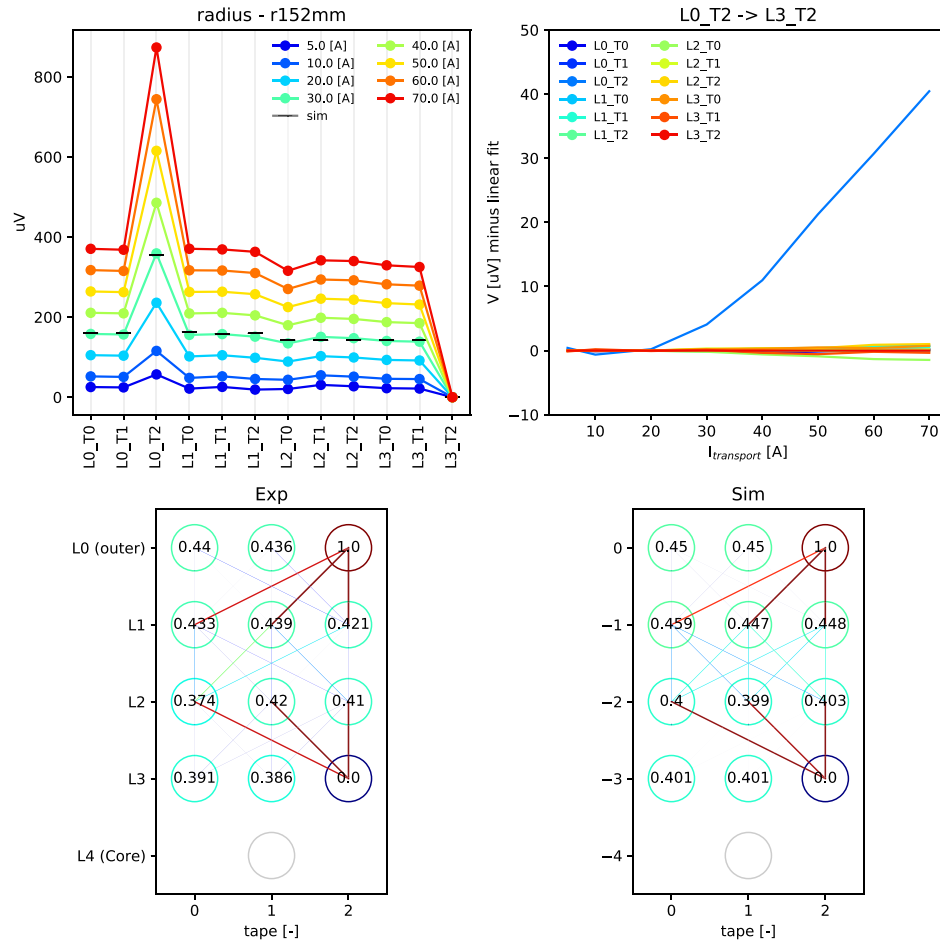 radius - r152mm
uV
800
600
400
200
0
5.0 [A]
10.0 [A]
20.0 [A]
30.0 [A]
sim
40.0 [A]
50.0 [A]
60.0 [A]
70.0 [A]
L0_T0
L0_T1
L0_T2
L1_T0
L1_T1
L1_T2
L2_T0
L2_T1
L2_T2
L3_T0
L3_T1
L3_T2
L0_T2 -> L3_T2
V [uV] minus linear fit
50
40
30
20
10
0
−10
L0_T0
L0_T1
L0_T2
L1_T0
L1_T1
L1_T2
L2_T0
L2_T1
L2_T2
L3_T0
L3_T1
L3_T2
10 20 30 40 50 60 70
I_transport [A]
Exp
L0 (outer) 0.44 0.436 1.0
L1 0.433 0.439 0.421
L2 0.374 0.42 0.41
L3 0.391 0.386 0.0
L4 (Core)
0 1 2
tape [-]
Sim
0 0.45 0.45 1.0
−1 0.459 0.447 0.448
−2 0.4 0.399 0.403
−3 0.401 0.401 0.0
−4
0 1 2
tape [-]